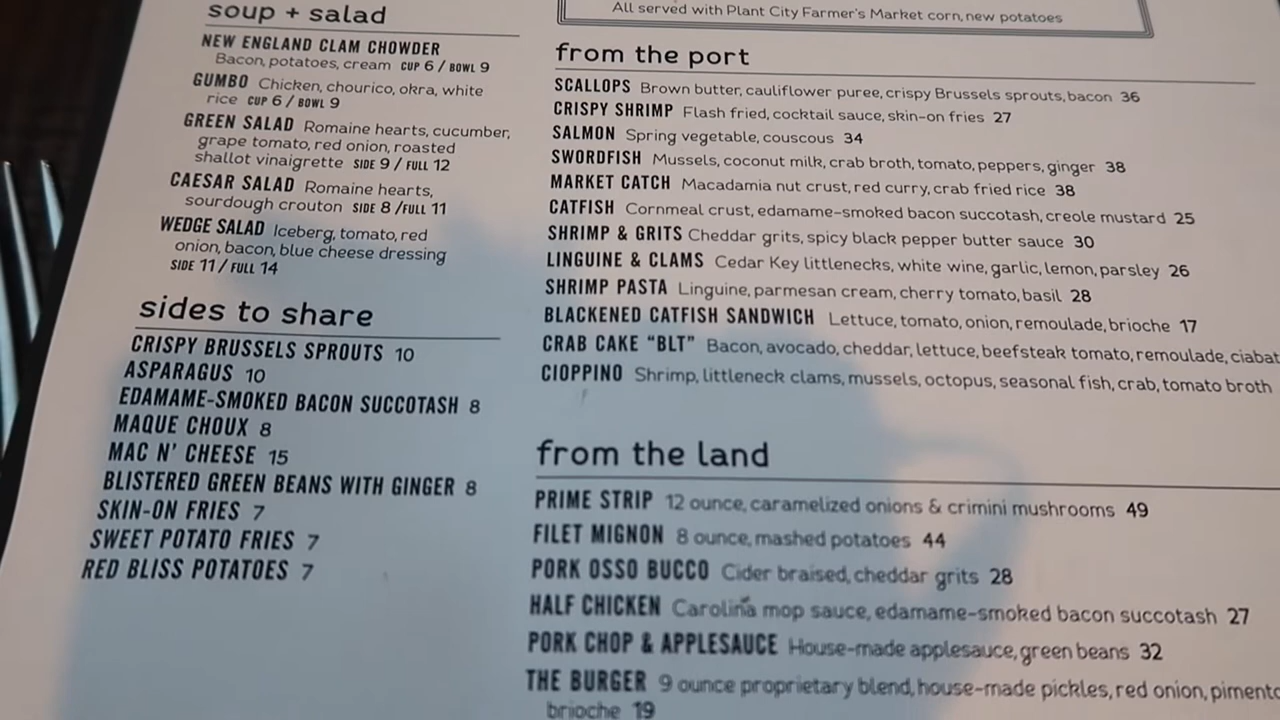 soup + salad
NEW ENGLAND CLAM CHOWDER
Bacon, potatoes, cream CUP 6 / BOWL 9
GUMBO Chicken, chourico, okra, white
rice CUP 6 / BOWL 9
GREEN SALAD Romaine hearts, cucumber,
grape tomato, red onion, roasted
shallot vinaigrette SIDE 9 / FULL 12
CAESAR SALAD Romaine hearts,
sourdough crouton SIDE 8 /FULL 11
WEDGE SALAD Iceberg, tomato, red
onion, bacon, blue cheese dressing
SIDE 11 / FULL 14
sides to share
CRISPY BRUSSELS SPROUTS 10
ASPARAGUS 10
EDAMAME-SMOKED BACON SUCCOTASH 8
MAQUE CHOUX 8
MAC N' CHEESE 15
BLISTERED GREEN BEANS WITH GINGER 8
SKIN-ON FRIES 7
SWEET POTATO FRIES 7
RED BLISS POTATOES 7
All served with Plant City Farmer's Market corn, new potatoes
from the port
SCALLOPS Brown butter, cauliflower puree, crispy Brussels sprouts, bacon 36
CRISPY SHRIMP Flash fried, cocktail sauce, skin-on fries 27
SALMON Spring vegetable, couscous 34
SWORDFISH Mussels, coconut milk, crab broth, tomato, peppers, ginger 38
MARKET CATCH Macadamia nut crust, red curry, crab fried rice 38
CATFISH Cornmeal crust, edamame-smoked bacon succotash, creole mustard 25
SHRIMP & GRITS Cheddar grits, spicy black pepper butter sauce 30
LINGUINE & CLAMS Cedar Key littlenecks, white wine, garlic, lemon, parsley 26
SHRIMP PASTA Linguine, parmesan cream, cherry tomato, basil 28
BLACKENED CATFISH SANDWICH Lettuce, tomato, onion, remoulade, brioche 17
CRAB CAKE "BLT" Bacon, avocado, cheddar, lettuce, beefsteak tomato, remoulade, ciabat
CIOPPINO Shrimp, littleneck clams, mussels, octopus, seasonal fish, crab, tomato broth
from the land
PRIME STRIP 12 ounce, caramelized onions & crimini mushrooms 49
FILET MIGNON 8 ounce, mashed potatoes 44
PORK OSSO BUCCO Cider braised, cheddar grits 28
HALF CHICKEN Carolina mop sauce, edamame-smoked bacon succotash 27
PORK CHOP & APPLESAUCE House-made applesauce, green beans 32
THE BURGER 9 ounce proprietary blend, house-made pickles, red onion, pimento
brioche 19